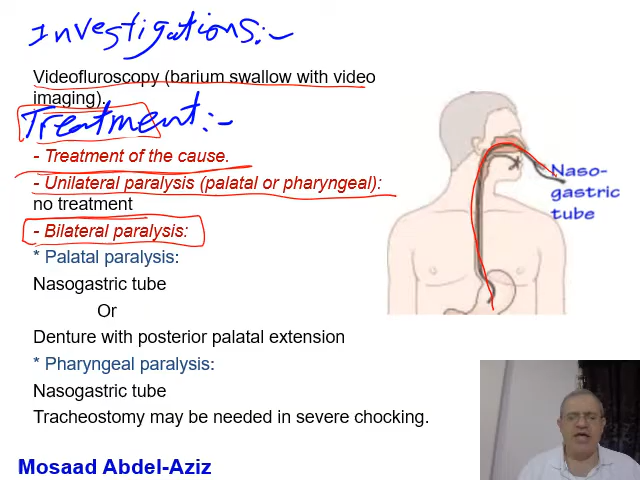 Investigations:-
Videofluroscopy (barium swallow with video
imaging).
Treatment:-
- Treatment of the cause.
- Unilateral paralysis (palatal or pharyngeal):
no treatment
- Bilateral paralysis:
* Palatal paralysis:
Nasogastric tube
Or
Denture with posterior palatal extension
* Pharyngeal paralysis:
Nasogastric tube
Tracheostomy may be needed in severe chocking.
Naso-
gastric
tube
Mosaad Abdel-Aziz